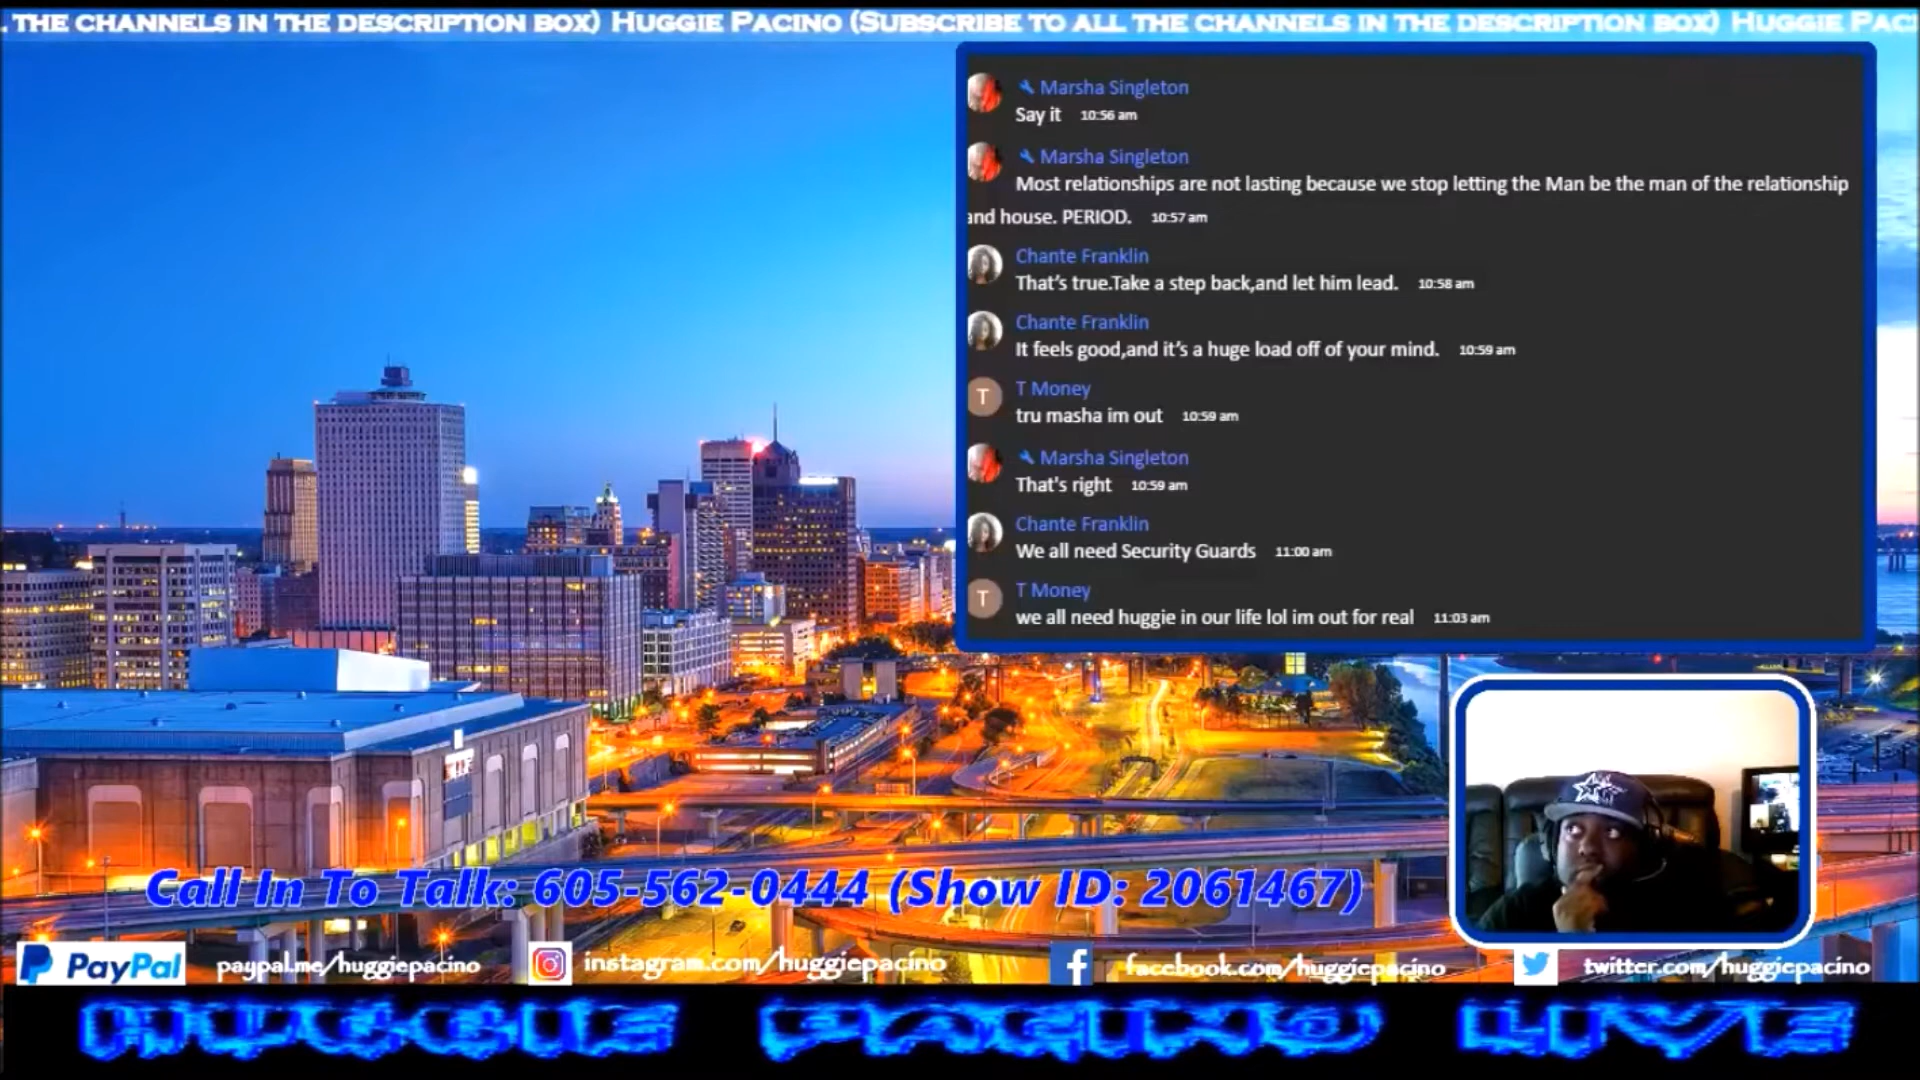 . THE CHANNELS IN THE DESCRIPTION BOX) HUGGIE PACINO (SUBSCRIBE TO ALL THE CHANNELS IN THE DESCRIPTION BOX) HUGGIE PAC
Marsha Singleton
Say it 10:56 am
Marsha Singleton
Most relationships are not lasting because we stop letting the Man be the man of the relationship
and house. PERIOD. 10:57 am
Chante Franklin
That's true.Take a step back,and let him lead. 10:58 am
Chante Franklin
It feels good,and it's a huge load off of your mind. 10:59 am
T
T Money
tru masha im out 10:59 am
Marsha Singleton
That's right 10:59 am
Chante Franklin
We all need Security Guards 11:00 am
T
T Money
we all need huggie in our life lol im out for real 11:03 am
Call In To Talk: 605-562-0444 (Show ID: 2061467)
PayPal paypal.me/huggiepacino instagram.com/huggiepacino facebook.com/huggiepacino twitter.com/huggiepacino
HUGGIE PACINO LIVE